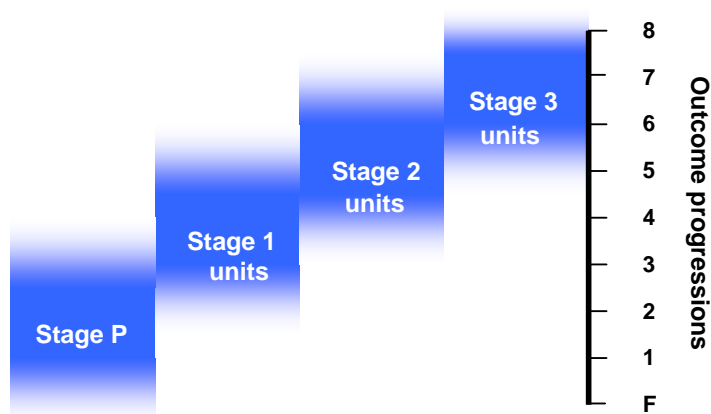 8
Stage 3
units
7
6
Stage 2
units
5
4
Stage 1
units
3
2
Stage P
1
F
Outcome progressions